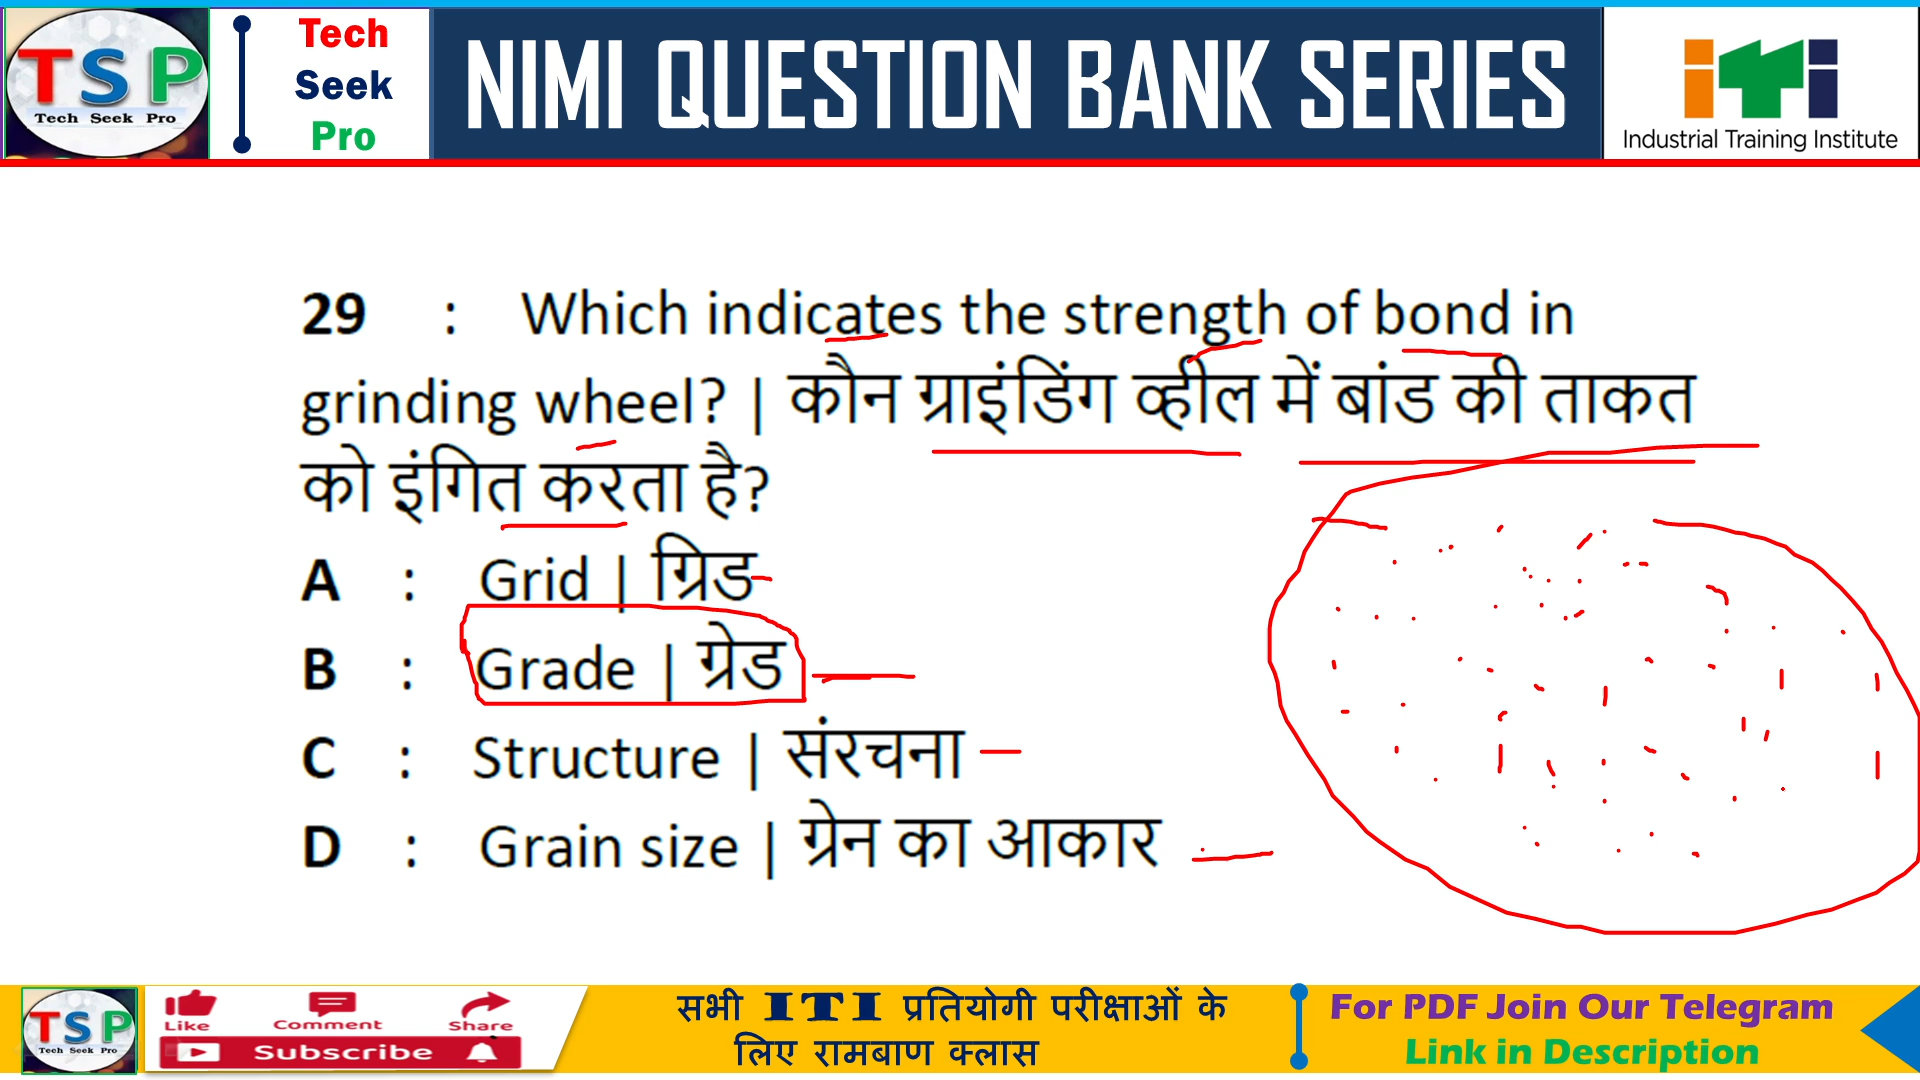 TSP
Tech Seek Pro
Tech
Seek
Pro
NIMI QUESTION BANK SERIES
iTi
Industrial Training Institute
29 : Which indicates the strength of bond in
grinding wheel? | कौन ग्राइंडिंग व्हील में बांड की ताकत
को इंगित करता है?
A : Grid | ग्रिड
B : Grade | ग्रेड
C : Structure | संरचना
D : Grain size | ग्रेन का आकार
TSP
Tech Seek Pro
Like Comment Share
Subscribe
सभी ITI प्रतियोगी परीक्षाओं के
लिए रामबाण क्लास
For PDF Join Our Telegram
Link in Description